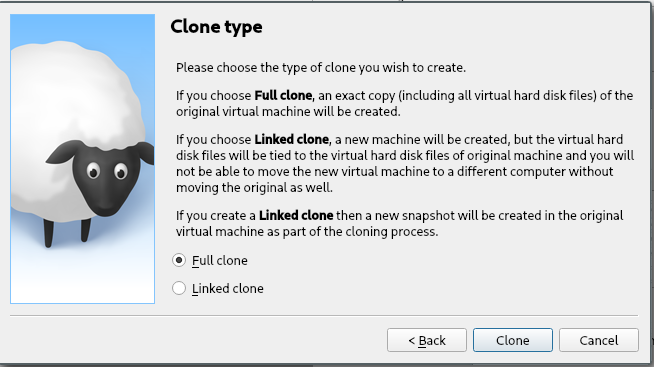 Clone type
Please choose the type of clone you wish to create.
If you choose Full clone, an exact copy (including all virtual hard disk files) of the
original virtual machine will be created.
If you choose Linked clone, a new machine will be created, but the virtual hard
disk files will be tied to the virtual hard disk files of original machine and you will
not be able to move the new virtual machine to a different computer without
moving the original as well.
If you create a Linked clone then a new snapshot will be created in the original
virtual machine as part of the cloning process.
Full clone
Linked clone
< Back Clone Cancel